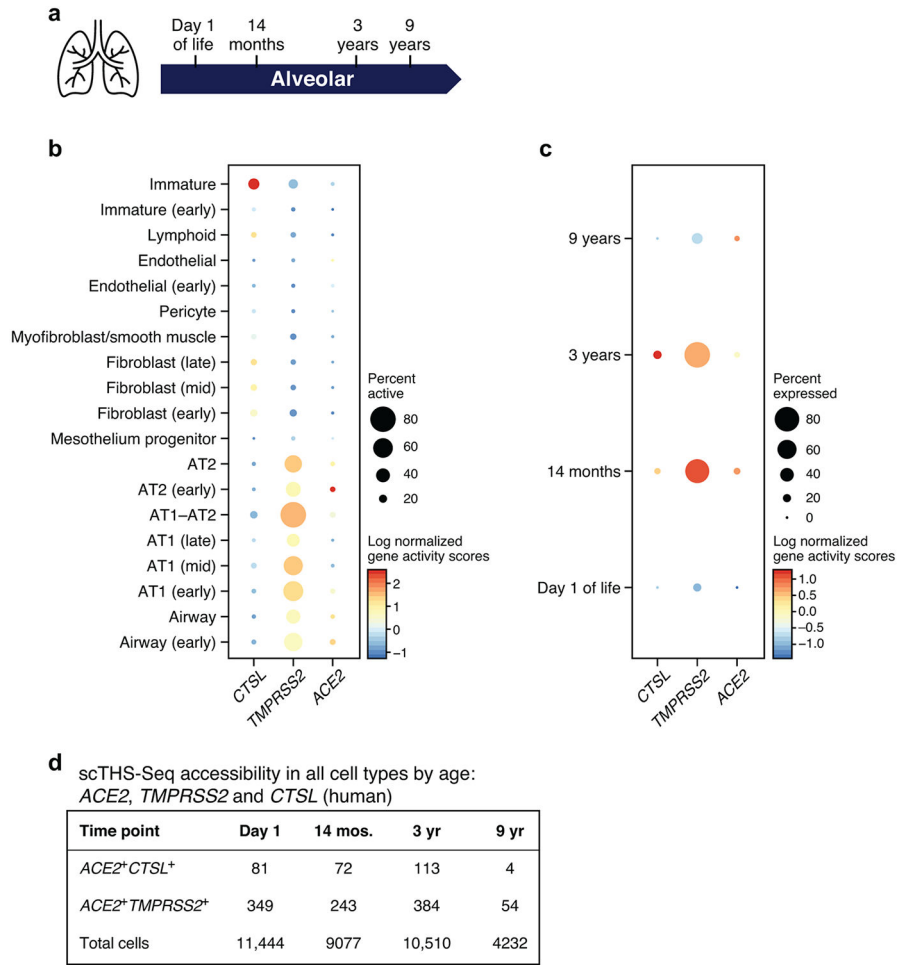 a
Day 1
of life
14
months
3
years
9
years
Alveolar
b
Immature
Immature (early)
Lymphoid
Endothelial
Endothelial (early)
Pericyte
Myofibroblast/smooth muscle
Fibroblast (late)
Fibroblast (mid)
Fibroblast (early)
Mesothelium progenitor
AT2
AT2 (early)
AT1–AT2
AT1 (late)
AT1 (mid)
AT1 (early)
Airway
Airway (early)
CTSL
TMPRSS2
ACE2
Percent
active
80
60
40
20
Log normalized
gene activity scores
2
1
0
−1
c
9 years
3 years
14 months
Day 1 of life
CTSL
TMPRSS2
ACE2
Percent
expressed
80
60
40
20
0
Log normalized
gene activity scores
1.0
0.5
0.0
−0.5
−1.0
d
scTHS-Seq accessibility in all cell types by age:
ACE2, TMPRSS2 and CTSL (human)
Time point Day 1 14 mos. 3 yr 9 yr
ACE2+CTSL+ 81 72 113 4
ACE2+TMPRSS2+ 349 243 384 54
Total cells 11,444 9077 10,510 4232